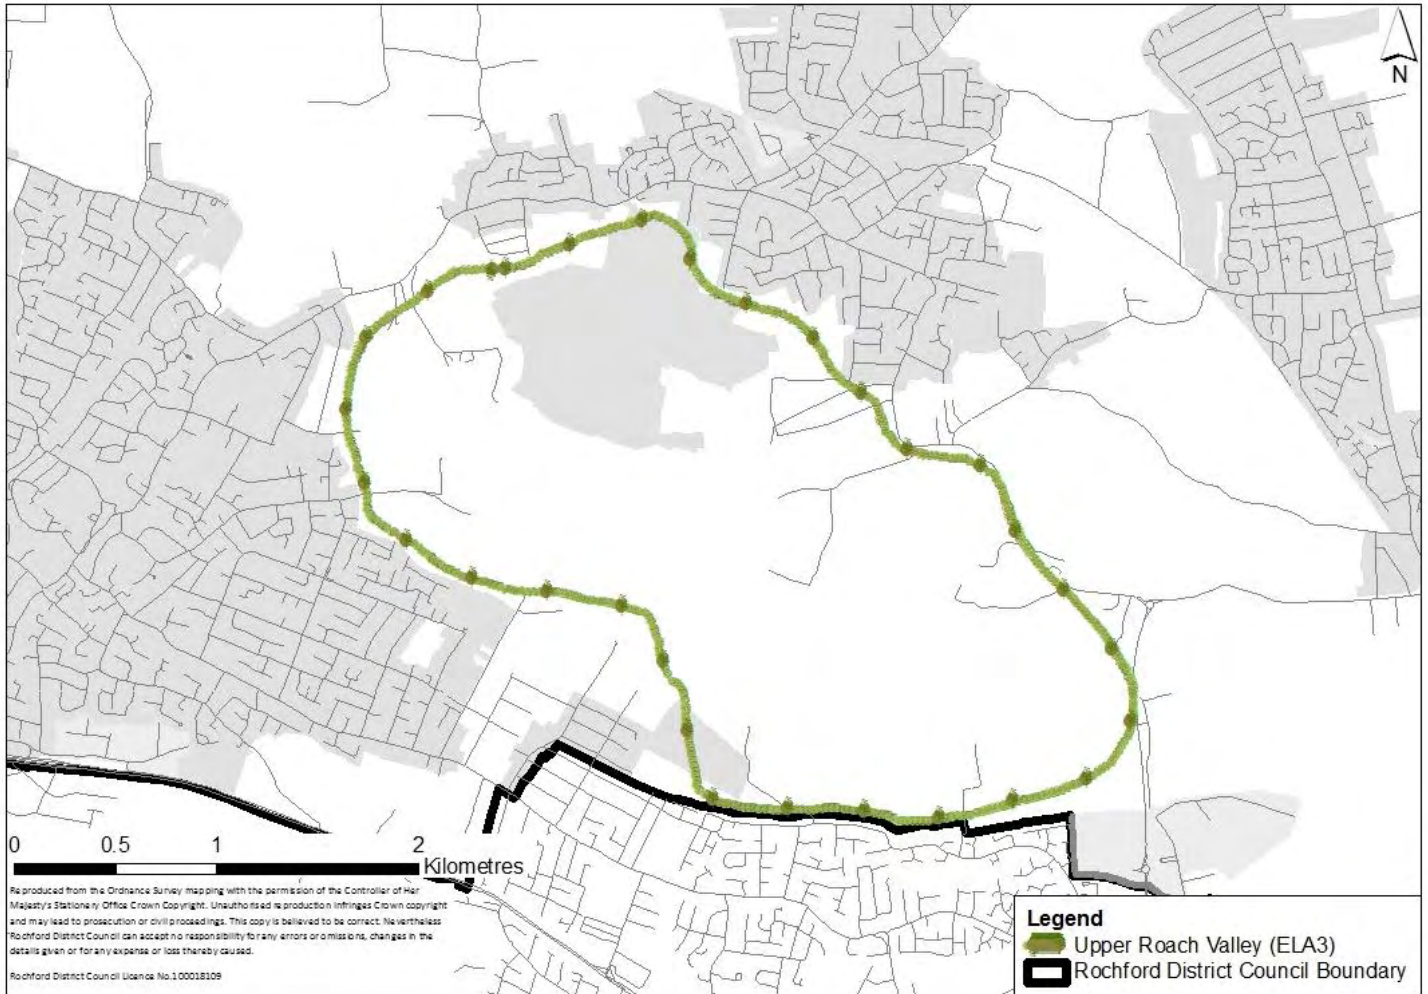 N
0 0.5 1 2
Kilometres
Reproduced from the Ordnance Survey mapping with the permission of the Controller of Her
Majesty's Stationery Office Crown Copyright. Unauthorised reproduction infringes Crown copyright
and may lead to prosecution or civil proceedings. This copy is believed to be correct. Nevertheless
Rochford District Council can accept no responsibility for any errors or omissions, changes in the
details given or for any expense or loss thereby caused.
Rochford District Council Licence No.100018109
Legend
Upper Roach Valley (ELA3)
Rochford District Council Boundary